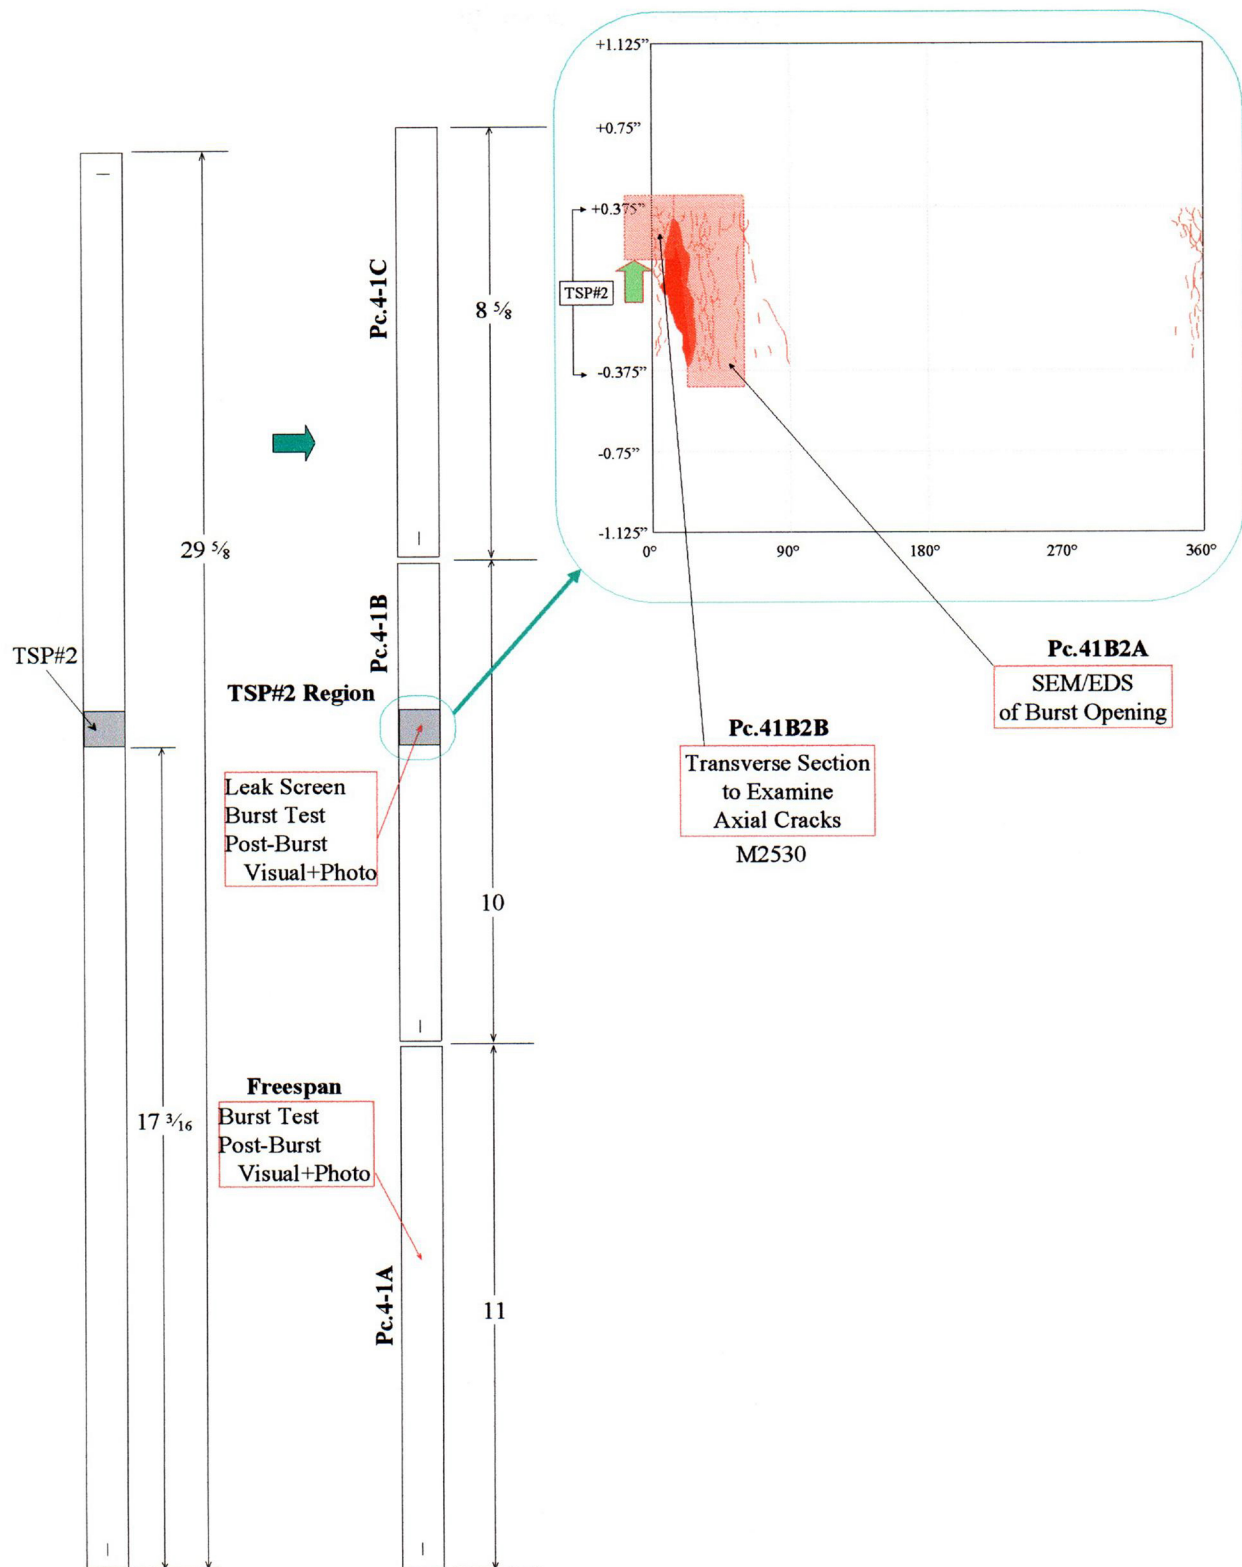 +1.125”
+0.75”
+0.375”
TSP#2
-0.375”
-0.75”
-1.125”
0°
90°
180°
270°
360°
Pc.4-1C
8 ⅝
29 ⅝
TSP#2
Pc.4-1B
TSP#2 Region
Leak Screen
Burst Test
Post-Burst
Visual+Photo
10
Pc.41B2A
SEM/EDS
of Burst Opening
Pc.41B2B
Transverse Section
to Examine
Axial Cracks
M2530
17 3⁄16
Freespan
Burst Test
Post-Burst
Visual+Photo
Pc.4-1A
11